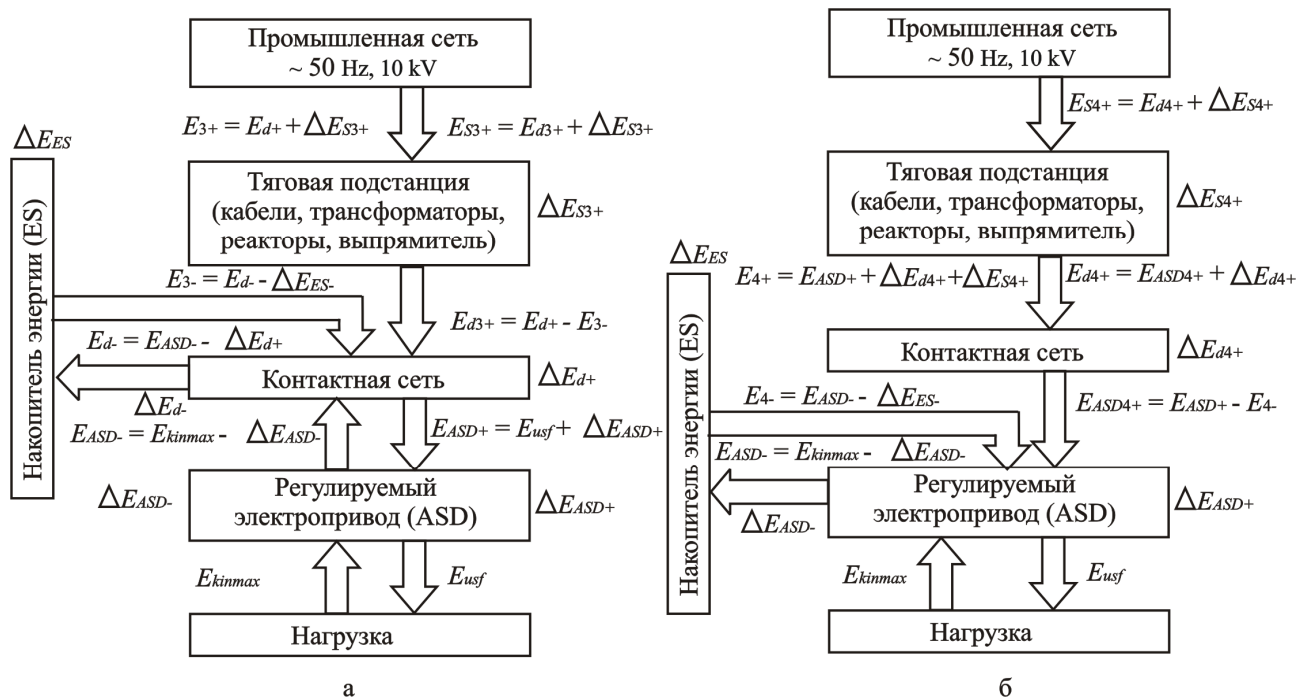 Промышленная сеть
~ 50 Hz, 10 kV
E3+ = Ed+ + ΔES3+
ES3+ = Ed3+ + ΔES3+
ΔEES
Накопитель энергии (ES)
Тяговая подстанция
(кабели, трансформаторы,
реакторы, выпрямитель)
ΔES3+
E3- = Ed- - ΔEES-
Ed3+ = Ed+ - E3-
Ed- = EASD- - ΔEd+
Контактная сеть
ΔEd+
ΔEd-
EASD- = Ekinmax - ΔEASD-
EASD+ = Eusf + ΔEASD+
ΔEASD-
Регулируемый
электропривод (ASD)
ΔEASD+
Ekinmax
Eusf
Нагрузка
а
Промышленная сеть
~ 50 Hz, 10 kV
ES4+ = Ed4+ + ΔES4+
Тяговая подстанция
(кабели, трансформаторы,
реакторы, выпрямитель)
ΔES4+
ΔEES
Накопитель энергии (ES)
E4+ = EASD+ + ΔEd4+ + ΔES4+
Ed4+ = EASD4+ + ΔEd4+
Контактная сеть
ΔEd4+
E4- = EASD- - ΔEES-
EASD4+ = EASD+ - E4-
EASD- = Ekinmax - ΔEASD-
Регулируемый
электропривод (ASD)
ΔEASD+
ΔEASD-
Ekinmax
Eusf
Нагрузка
б